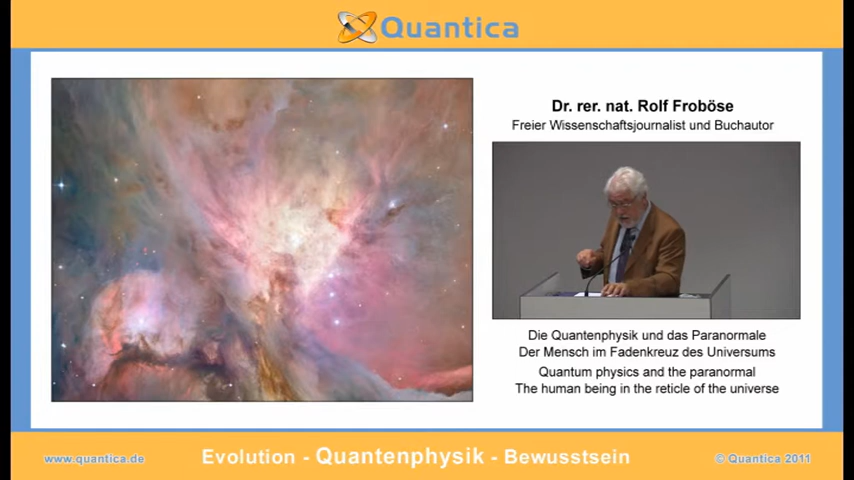 Quantica
Dr. rer. nat. Rolf Froböse
Freier Wissenschaftsjournalist und Buchautor
Die Quantenphysik und das Paranormale
Der Mensch im Fadenkreuz des Universums
Quantum physics and the paranormal
The human being in the reticle of the universe
www.quantica.de
Evolution - Quantenphysik - Bewusstsein
© Quantica 2011